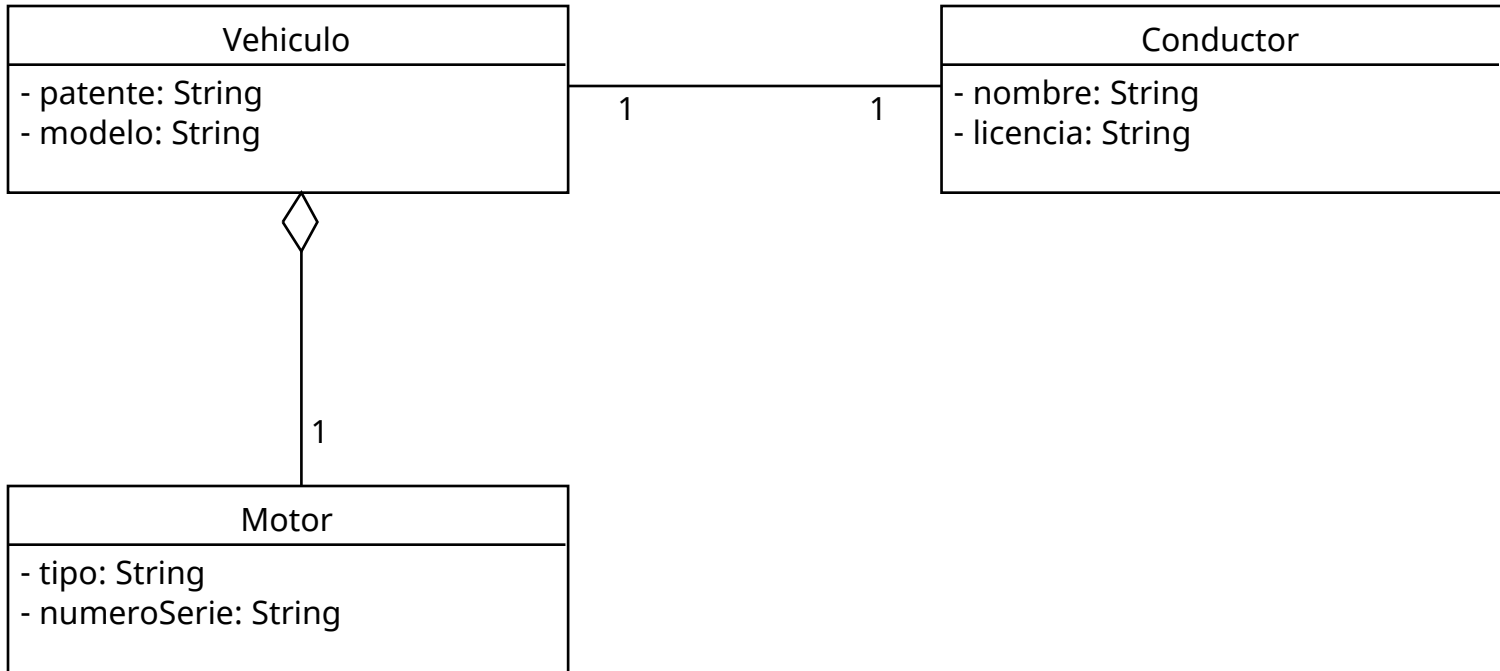 Vehiculo
- patente: String
- modelo: String
1
1
Conductor
- nombre: String
- licencia: String
1
Motor
- tipo: String
- numeroSerie: String